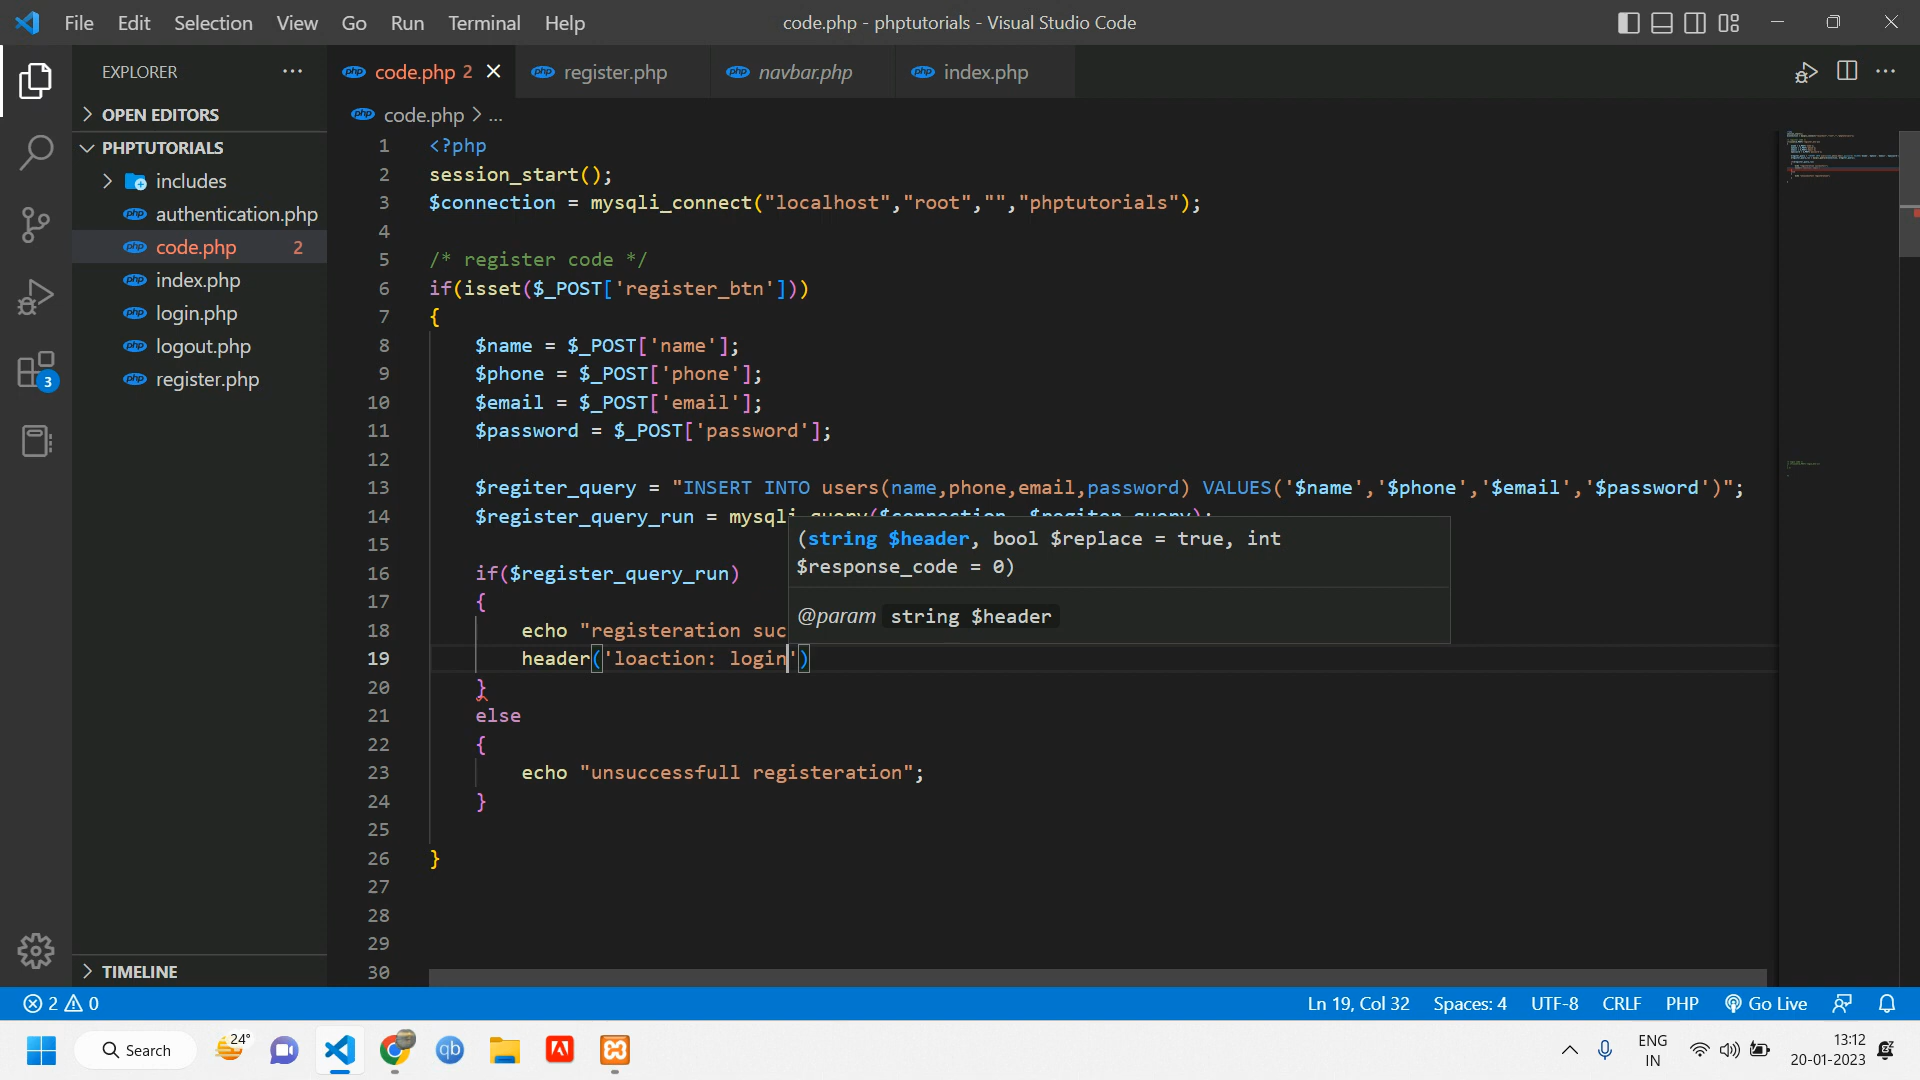 File Edit Selection View Go Run Terminal Help code.php - phptutorials - Visual Studio Code
EXPLORER
code.php 2 register.php navbar.php index.php
OPEN EDITORS
code.php > ...
PHPTUTORIALS
includes
authentication.php
code.php 2
index.php
login.php
logout.php
register.php
TIMELINE
1 <?php
2 session_start();
3 $connection = mysqli_connect("localhost","root","","phptutorials");
4
5 /* register code */
6 if(isset($_POST['register_btn']))
7 {
8 $name = $_POST['name'];
9 $phone = $_POST['phone'];
10 $email = $_POST['email'];
11 $password = $_POST['password'];
12
13 $regiter_query = "INSERT INTO users(name,phone,email,password) VALUES('$name','$phone','$email','$password')";
14 $register_query_run = mysqli_query($connection, $regiter_query);
15
16 if($register_query_run)
17 {
18 echo "registeration suc
19 header('loaction: login')
20 }
21 else
22 {
23 echo "unsuccessfull registeration";
24 }
25
26 }
27
28
29
30
(string $header, bool $replace = true, int
$response_code = 0)
@param string $header
3
2 0 Ln 19, Col 32 Spaces: 4 UTF-8 CRLF PHP Go Live
Search 24° qb ENG
IN
13:12
20-01-2023